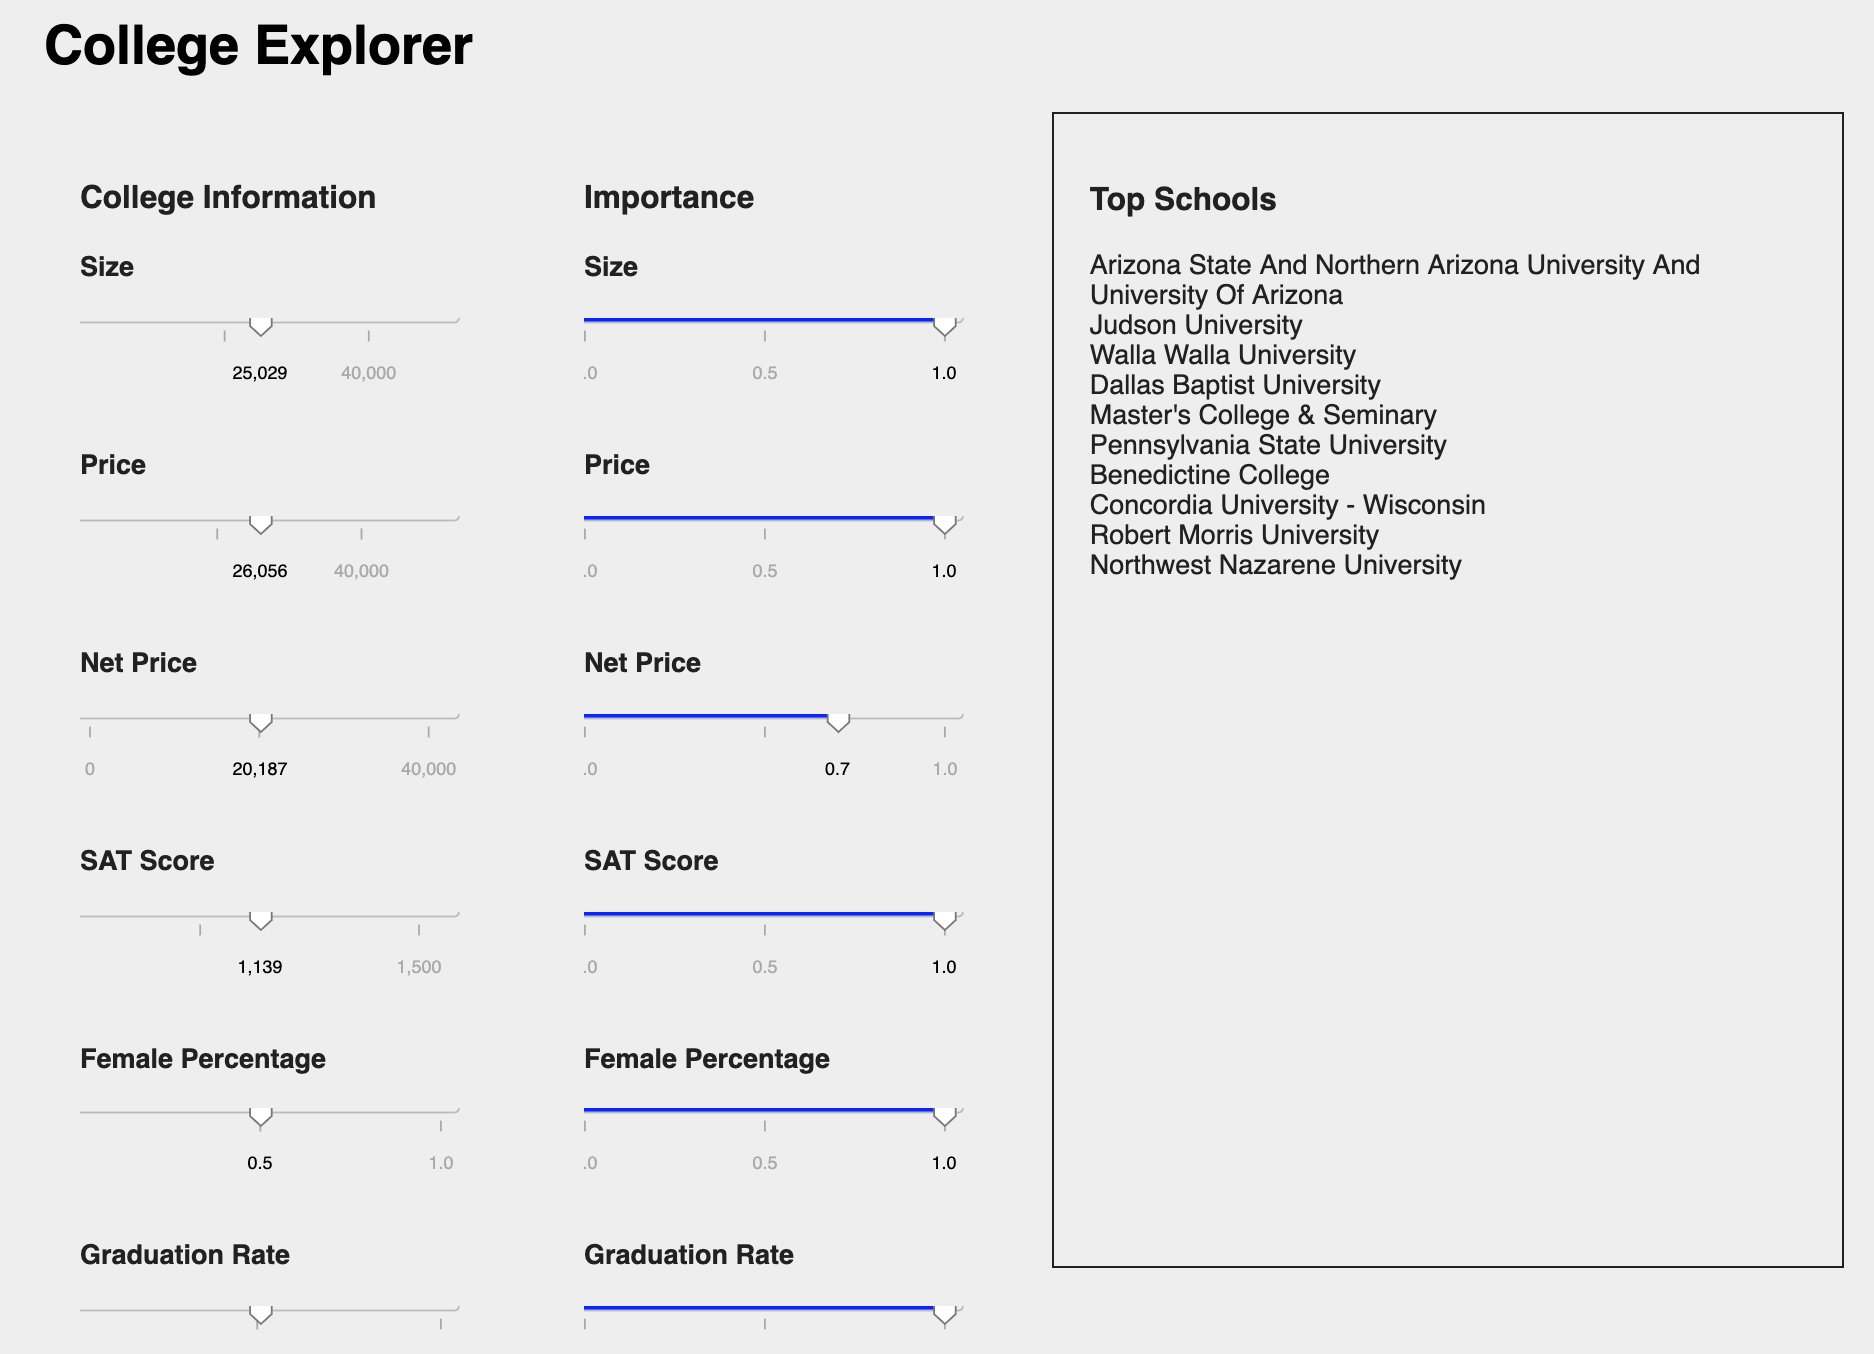 College Explorer
College Information
Size
25,029 40,000
Price
26,056 40,000
Net Price
0 20,187 40,000
SAT Score
1,139 1,500
Female Percentage
0.5 1.0
Graduation Rate
Importance
Size
.0 0.5 1.0
Price
.0 0.5 1.0
Net Price
.0 0.7 1.0
SAT Score
.0 0.5 1.0
Female Percentage
.0 0.5 1.0
Graduation Rate
Top Schools
Arizona State And Northern Arizona University And
University Of Arizona
Judson University
Walla Walla University
Dallas Baptist University
Master's College & Seminary
Pennsylvania State University
Benedictine College
Concordia University - Wisconsin
Robert Morris University
Northwest Nazarene University